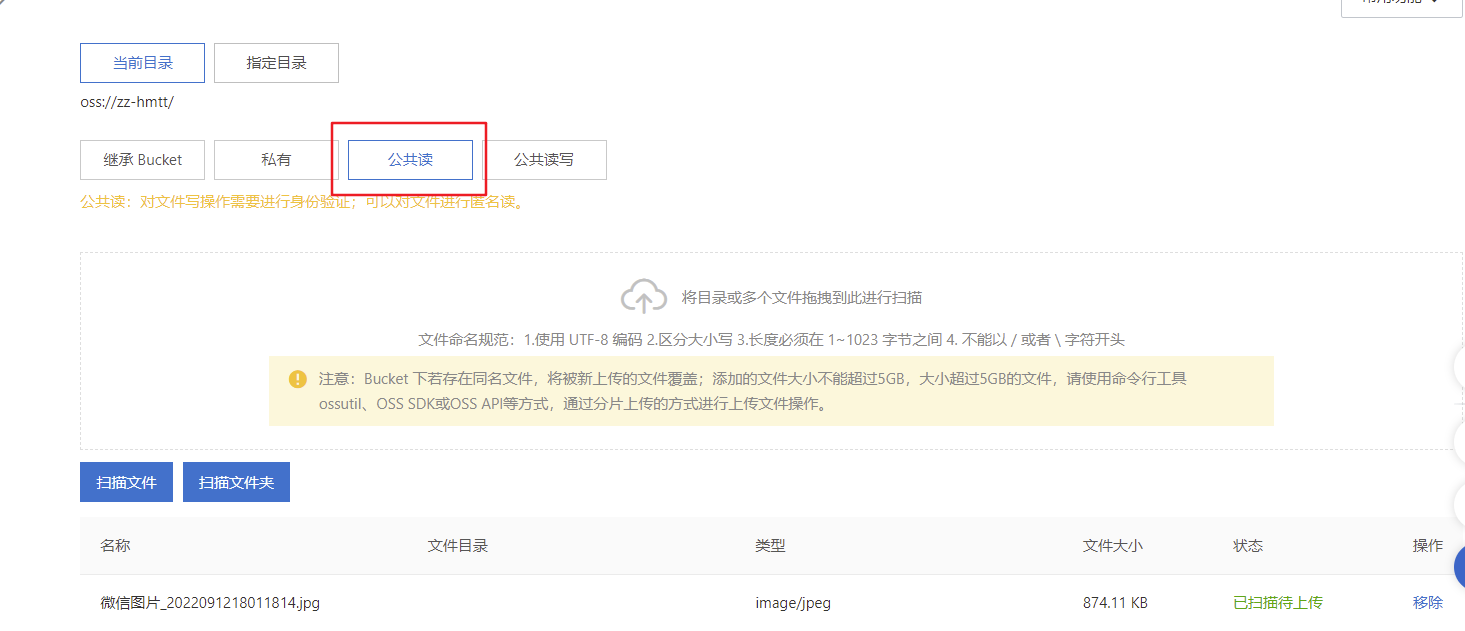 常用功能
当前目录 指定目录
oss://zz-hmtt/
继承 Bucket 私有 公共读 公共读写
公共读：对文件写操作需要进行身份验证；可以对文件进行匿名读。
将目录或多个文件拖拽到此进行扫描
文件命名规范：1.使用 UTF-8 编码 2.区分大小写 3.长度必须在 1~1023 字节之间 4. 不能以 / 或者 \ 字符开头
注意：Bucket 下若存在同名文件，将被新上传的文件覆盖；添加的文件大小不能超过5GB，大小超过5GB的文件，请使用命令行工具
ossutil、OSS SDK或OSS API等方式，通过分片上传的方式进行上传文件操作。
扫描文件 扫描文件夹
名称 文件目录 类型 文件大小 状态 操作
微信图片_2022091218011814.jpg image/jpeg 874.11 KB 已扫描待上传 移除